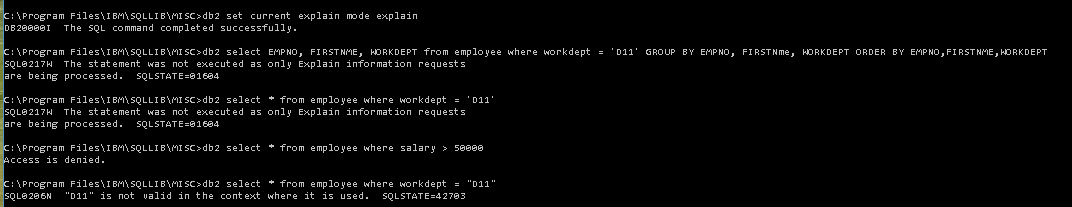 C:\Program Files\IBM\SQLLIB\MISC>db2 set current explain mode explain
DB20000I  The SQL command completed successfully.
C:\Program Files\IBM\SQLLIB\MISC>db2 select EMPNO, FIRSTNME, WORKDEPT from employee where workdept = 'D11' GROUP BY EMPNO, FIRSTNme, WORKDEPT ORDER BY EMPNO,FIRSTNME,WORKDEPT
SQL0217W  The statement was not executed as only Explain information requests
are being processed.  SQLSTATE=01604
C:\Program Files\IBM\SQLLIB\MISC>db2 select * from employee where workdept = 'D11'
SQL0217W  The statement was not executed as only Explain information requests
are being processed.  SQLSTATE=01604
C:\Program Files\IBM\SQLLIB\MISC>db2 select * from employee where salary > 50000
Access is denied.
C:\Program Files\IBM\SQLLIB\MISC>db2 select * from employee where workdept = "D11"
SQL0206N  "D11" is not valid in the context where it is used.  SQLSTATE=42703